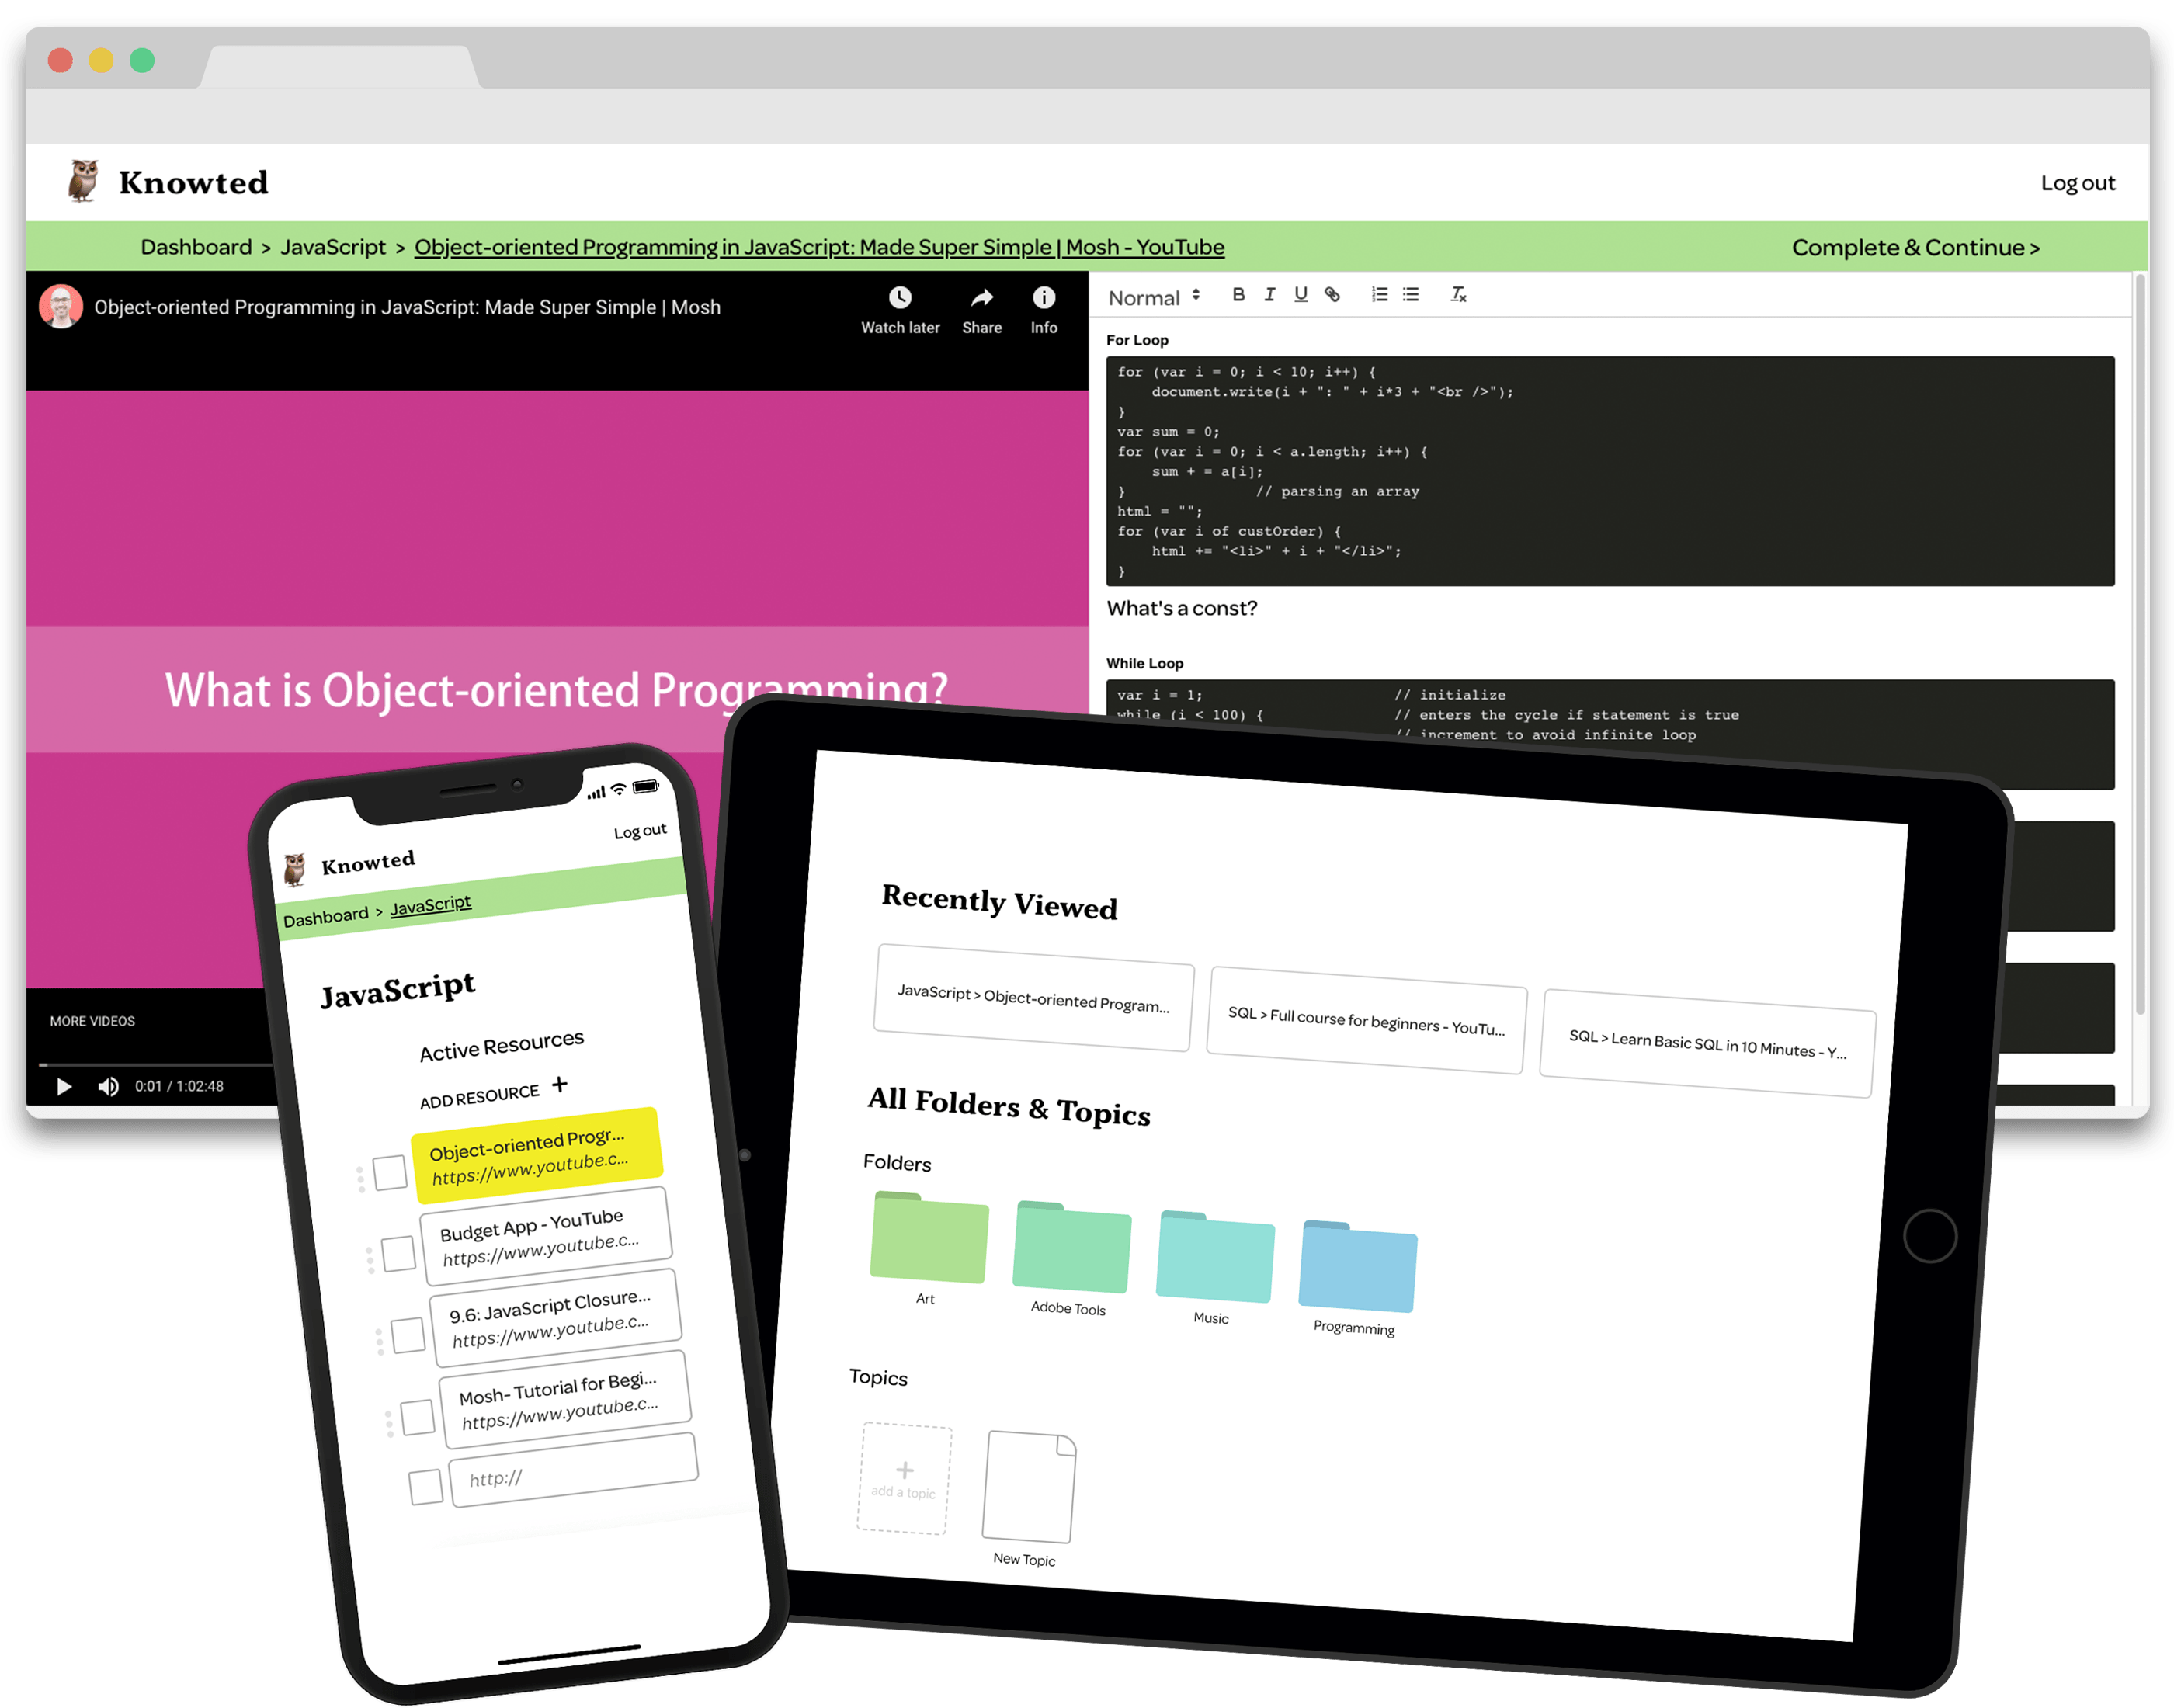 Knowted
Log out
Dashboard > JavaScript > Object-oriented Programming in JavaScript: Made Super Simple | Mosh - YouTube
Complete & Continue >
Object-oriented Programming in JavaScript: Made Super Simple | Mosh
Watch later
Share
Info
What is Object-oriented Programming?
MORE VIDEOS
0:01 / 1:02:48
Normal
B I U
For Loop
for (var i = 0; i < 10; i++) {
document.write(i + ": " + i*3 + "<br />");
}
var sum = 0;
for (var i = 0; i < a.length; i++) {
sum + = a[i];
} // parsing an array
html = "";
for (var i of custOrder) {
html += "<li>" + i + "</li>";
}
What's a const?
While Loop
var i = 1; // initialize
while (i < 100) { // enters the cycle if statement is true
// increment to avoid infinite loop
Log out
Knowted
Dashboard > JavaScript
JavaScript
Active Resources
ADD RESOURCE +
Object-oriented Progr...
https://www.youtube.c...
Budget App - YouTube
https://www.youtube.c...
9.6: JavaScript Closure...
https://www.youtube.c...
Mosh- Tutorial for Begi...
https://www.youtube.c...
http://
Recently Viewed
JavaScript > Object-oriented Program...
SQL > Full course for beginners - YouTu...
SQL > Learn Basic SQL in 10 Minutes - Y...
All Folders & Topics
Folders
Art
Adobe Tools
Music
Programming
Topics
+
add a topic
New Topic